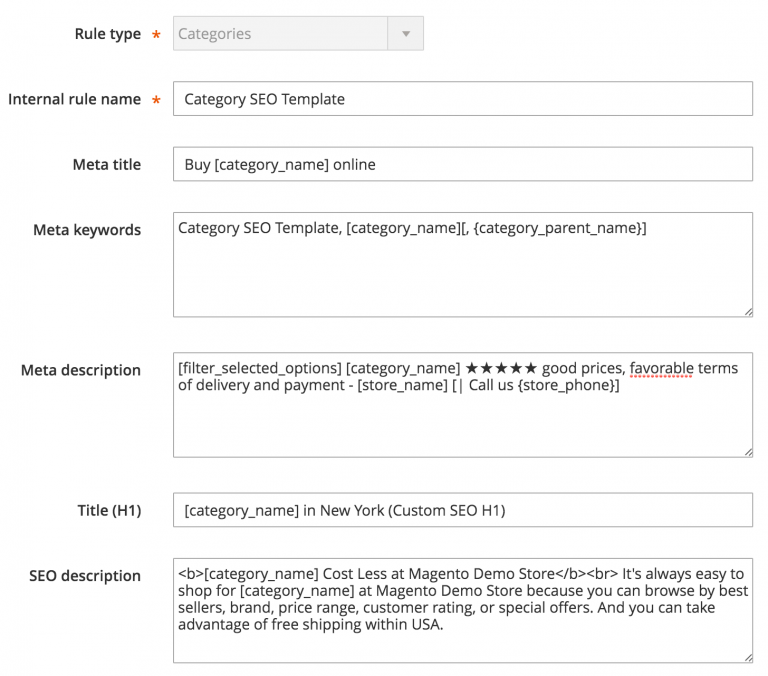 Rule type * Categories
Internal rule name * Category SEO Template
Meta title Buy [category_name] online
Meta keywords Category SEO Template, [category_name][, {category_parent_name}]
Meta description [filter_selected_options] [category_name] ★★★★★ good prices, favorable terms
of delivery and payment - [store_name] [| Call us {store_phone}]
Title (H1) [category_name] in New York (Custom SEO H1)
SEO description <b>[category_name] Cost Less at Magento Demo Store</b><br> It's always easy to
shop for [category_name] at Magento Demo Store because you can browse by best
sellers, brand, price range, customer rating, or special offers. And you can take
advantage of free shipping within USA.